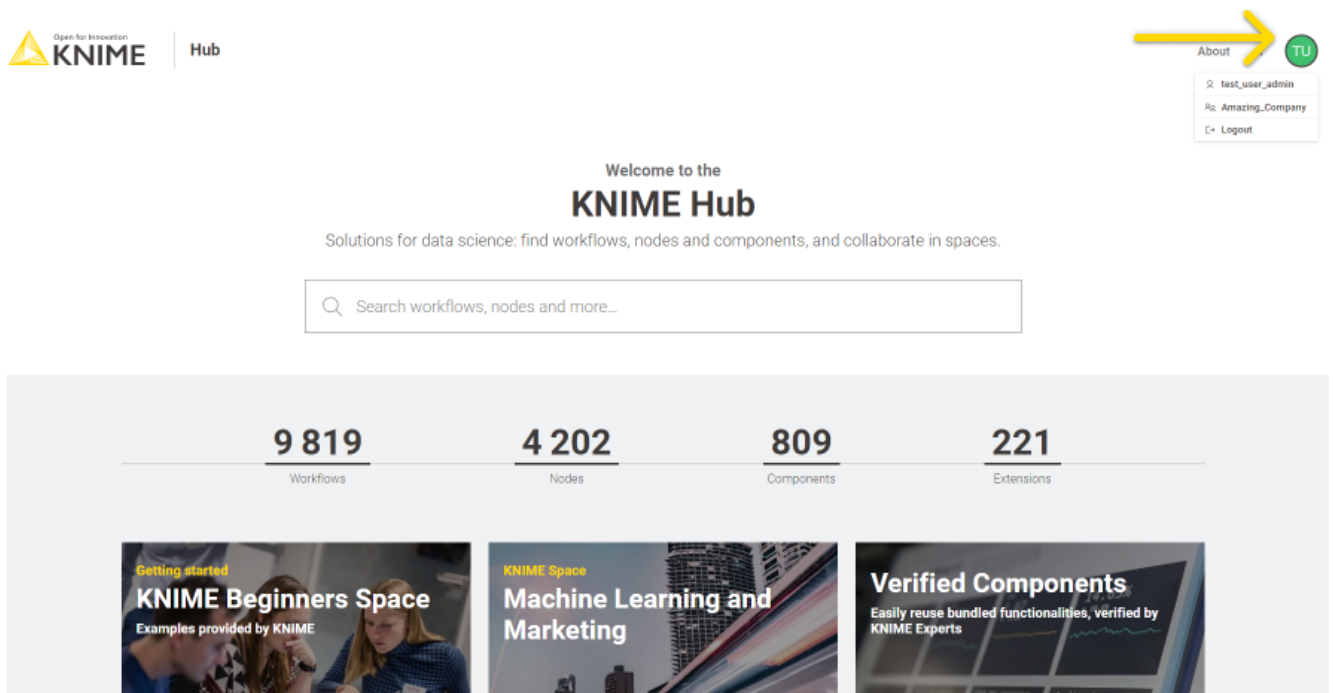 Open for Innovation
KNIME
Hub
About
TU
test_user_admin
Amazing_Company
Logout
Welcome to the
KNIME Hub
Solutions for data science: find workflows, nodes and components, and collaborate in spaces.
Search workflows, nodes and more...
9 819
4 202
809
221
Workflows
Nodes
Components
Extensions
Getting started
KNIME Beginners Space
Examples provided by KNIME
KNIME Space
Machine Learning and
Marketing
Verified Components
Easily reuse bundled functionalities, verified by
KNIME Experts